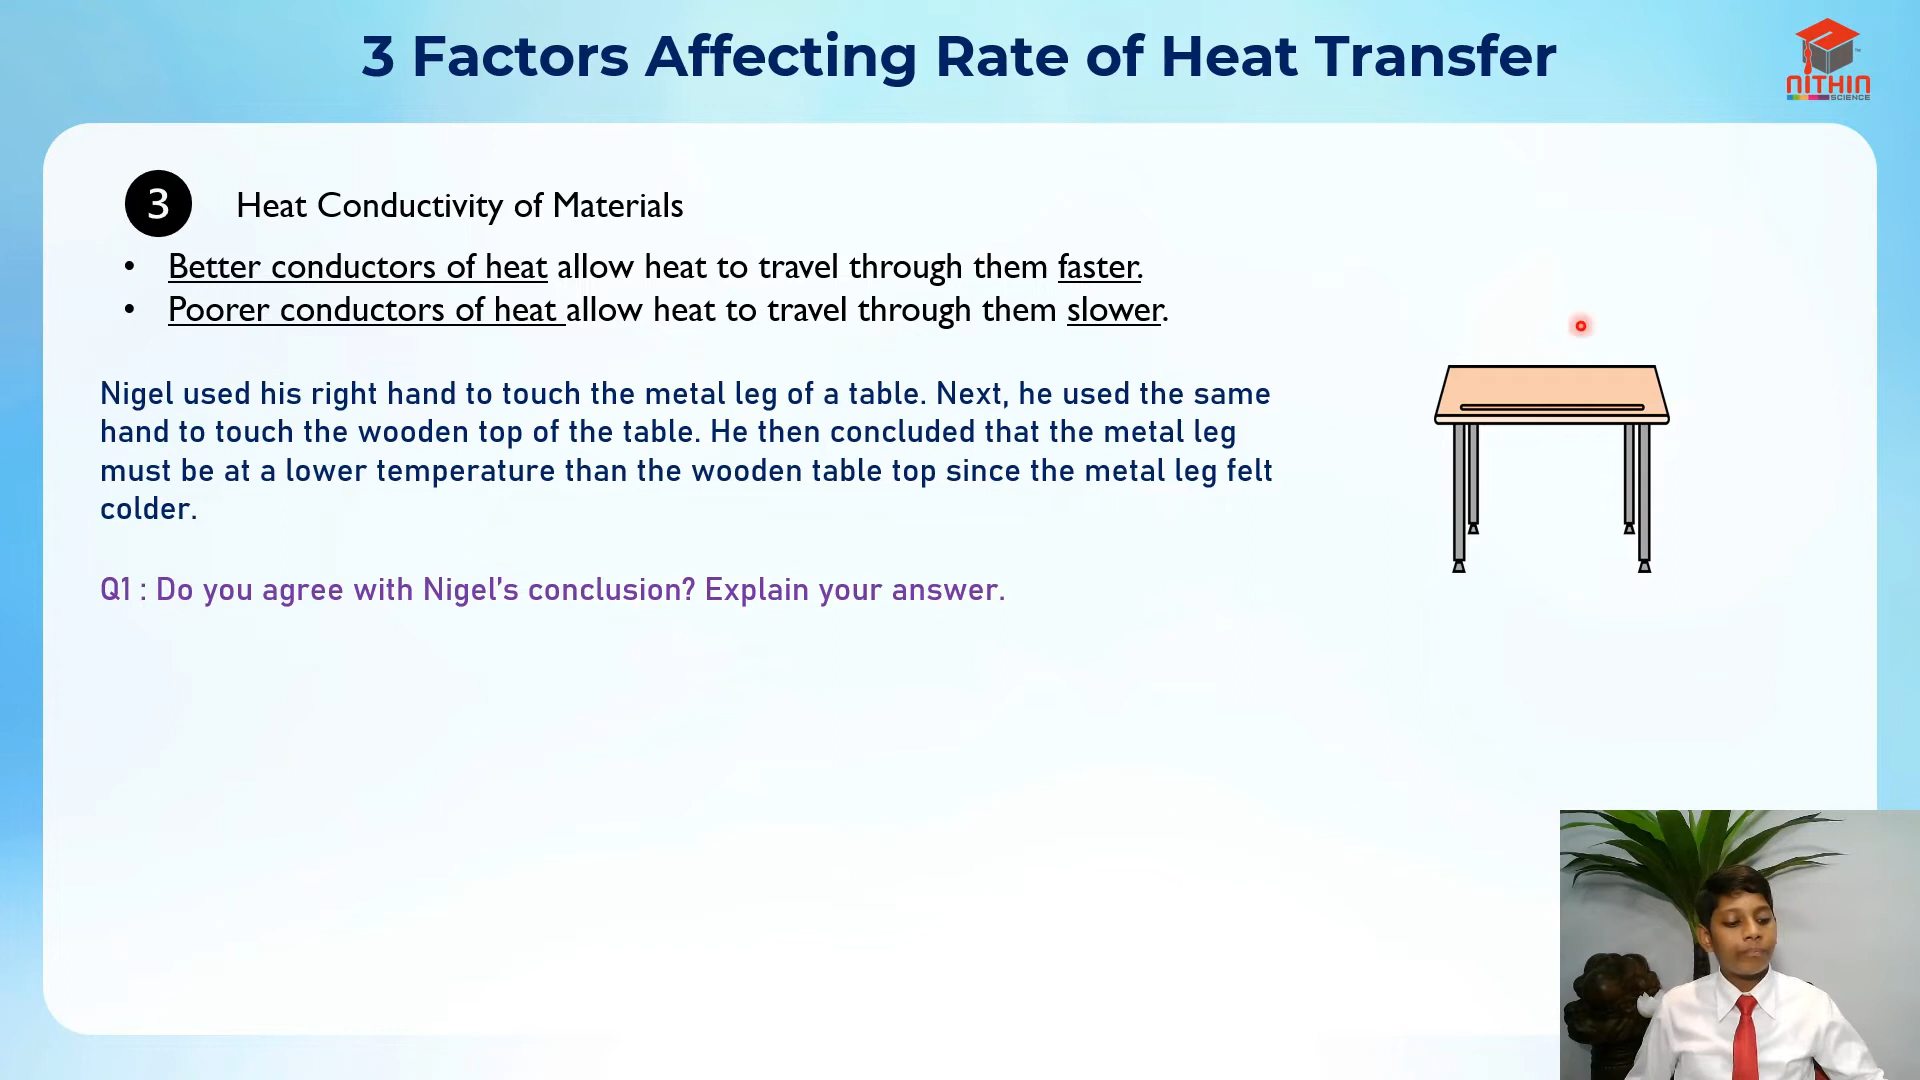 3 Factors Affecting Rate of Heat Transfer
NITHIN
SCIENCE
3 Heat Conductivity of Materials
• Better conductors of heat allow heat to travel through them faster.
• Poorer conductors of heat allow heat to travel through them slower.
Nigel used his right hand to touch the metal leg of a table. Next, he used the same
hand to touch the wooden top of the table. He then concluded that the metal leg
must be at a lower temperature than the wooden table top since the metal leg felt
colder.
Q1 : Do you agree with Nigel's conclusion? Explain your answer.